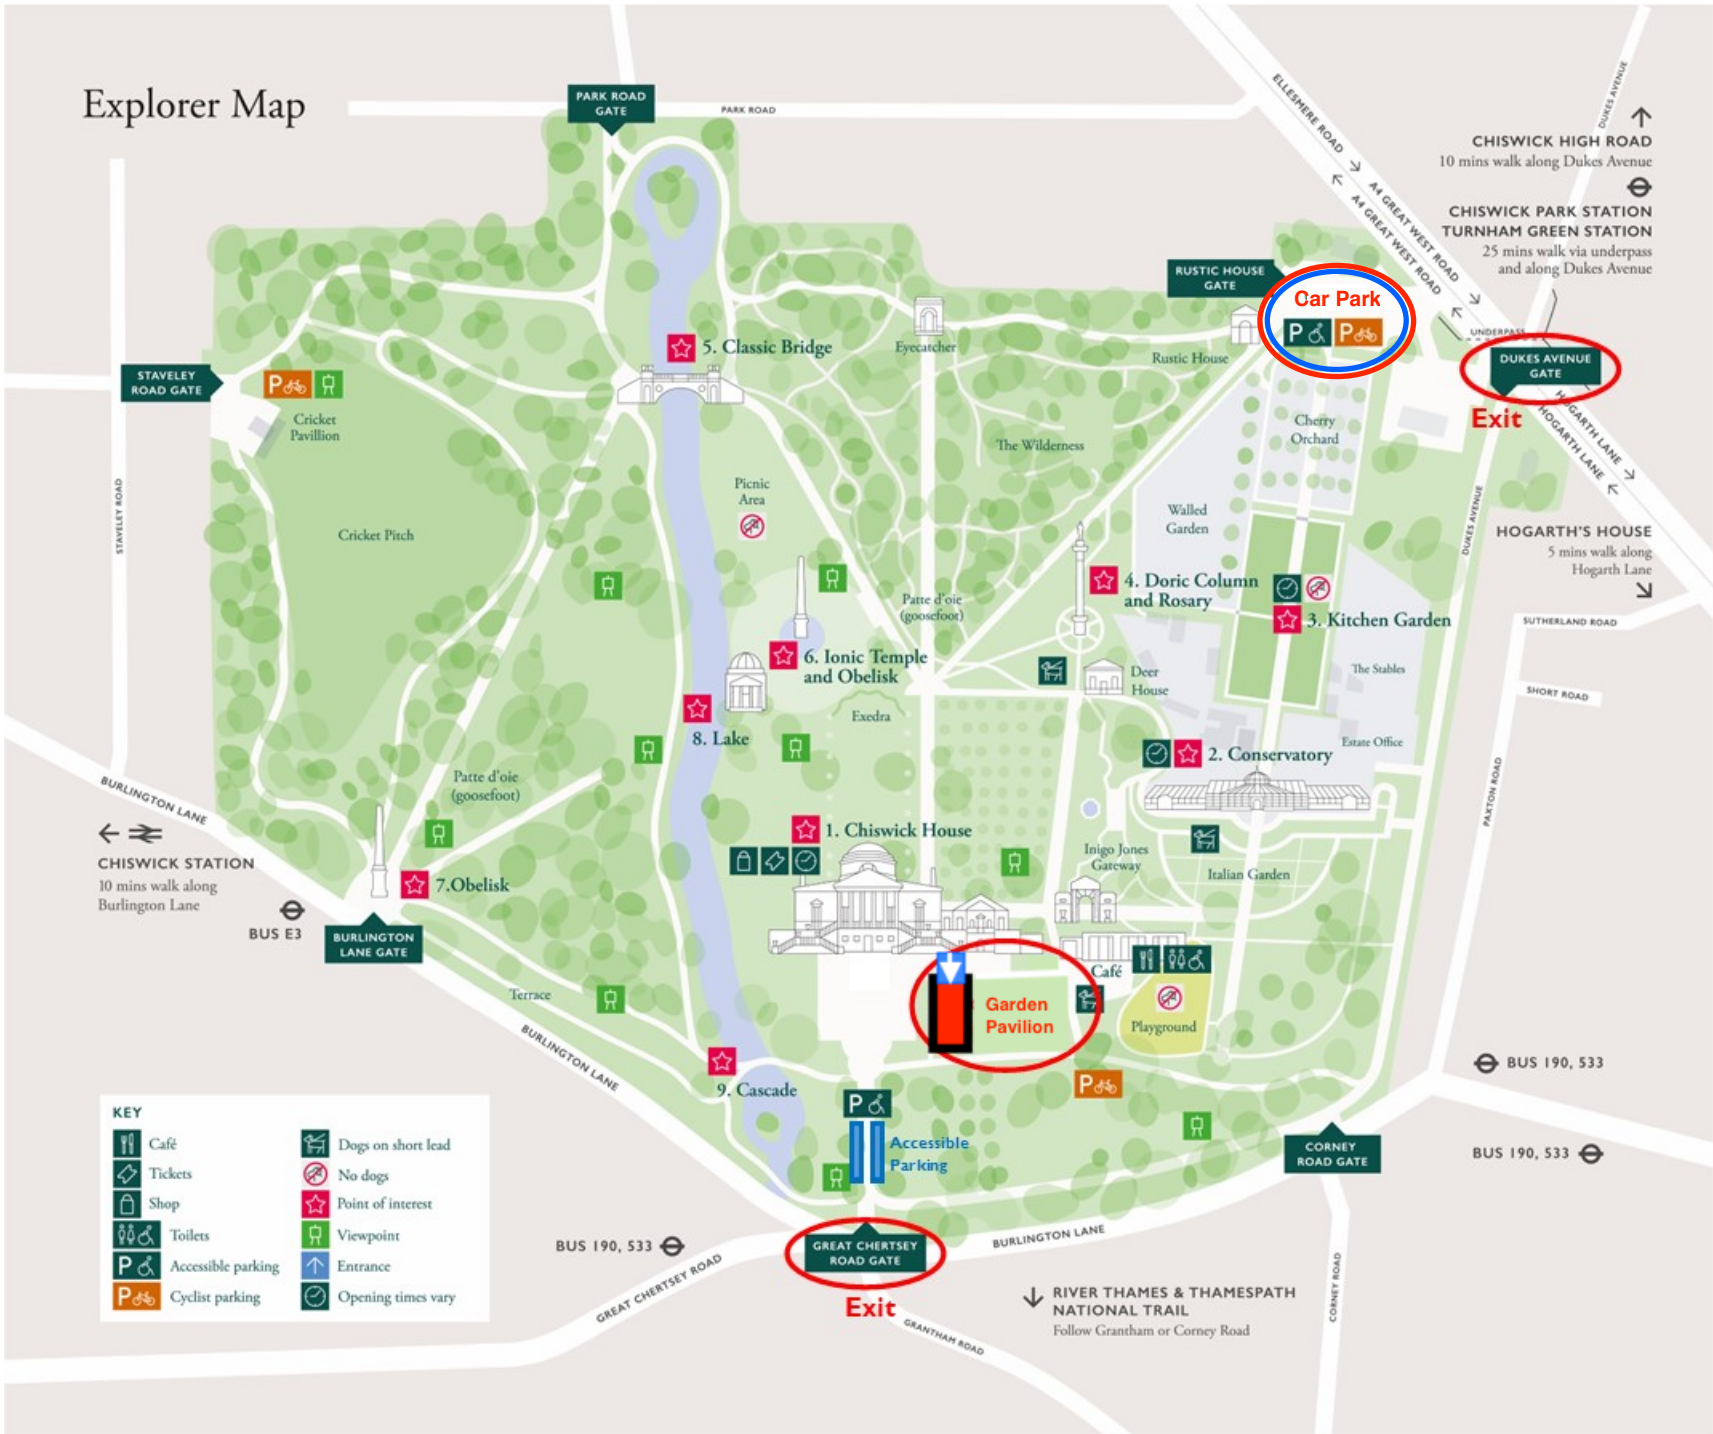 Explorer Map
PARK ROAD
GATE
PARK ROAD
ELLESMERE ROAD
A4 GREAT WEST ROAD
A4 GREAT WEST ROAD
DUKES AVENUE
CHISWICK HIGH ROAD
10 mins walk along Dukes Avenue
CHISWICK PARK STATION
TURNHAM GREEN STATION
25 mins walk via underpass
and along Dukes Avenue
RUSTIC HOUSE
GATE
Car Park
P
P
UNDERPASS
DUKES AVENUE
GATE
Exit
HOGARTH LANE
HOGARTH LANE
Rustic House
Eyecatcher
5. Classic Bridge
STAVELEY
ROAD GATE
P
Cricket
Pavillion
STAVELEY ROAD
Cricket Pitch
Picnic
Area
The Wilderness
Cherry
Orchard
Walled
Garden
DUKES AVENUE
HOGARTH'S HOUSE
5 mins walk along
Hogarth Lane
4. Doric Column
and Rosary
3. Kitchen Garden
Patte d'oie
(goosefoot)
SUTHERLAND ROAD
6. Ionic Temple
and Obelisk
Deer
House
The Stables
SHORT ROAD
Exedra
8. Lake
2. Conservatory
Estate Office
Patte d'oie
(goosefoot)
BURLINGTON LANE
PAXTON ROAD
1. Chiswick House
CHISWICK STATION
10 mins walk along
Burlington Lane
BUS E3
7.Obelisk
Inigo Jones
Gateway
Italian Garden
BURLINGTON
LANE GATE
Café
Terrace
Garden
Pavilion
Playground
BURLINGTON LANE
BUS 190, 533
9. Cascade
P
P
Accessible
Parking
CORNEY
ROAD GATE
BUS 190, 533
KEY
Café
Tickets
Shop
Toilets
P
Accessible parking
P
Cyclist parking
Dogs on short lead
No dogs
Point of interest
Viewpoint
Entrance
Opening times vary
BUS 190, 533
GREAT CHERTSEY
ROAD GATE
Exit
BURLINGTON LANE
GREAT CHERTSEY ROAD
GRANTHAM ROAD
RIVER THAMES & THAMESPATH
NATIONAL TRAIL
Follow Grantham or Corney Road
CORNEY ROAD